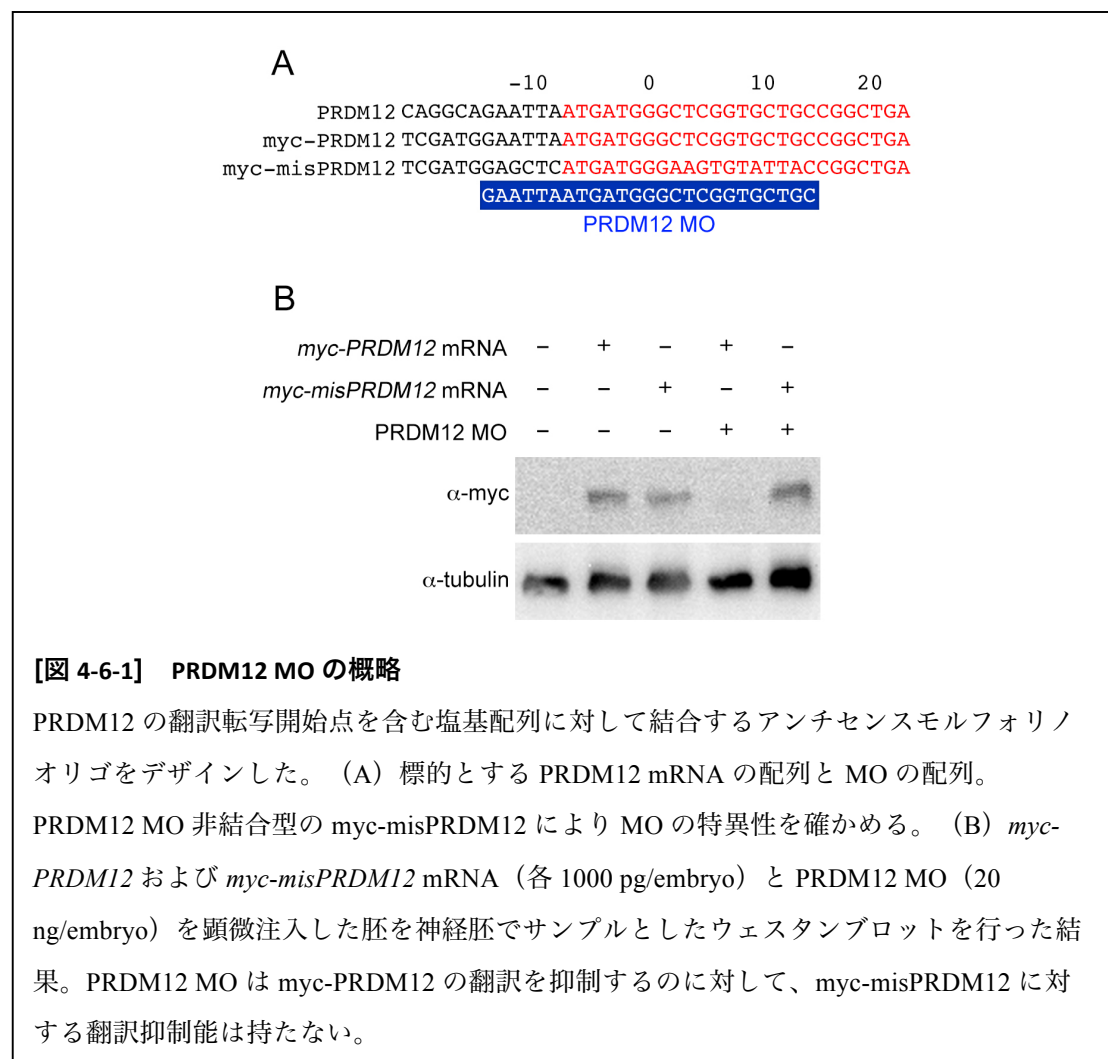 A
-10 0 10 20
PRDM12 CAGGCAGAATTAATGATGGGCTCGGTGCTGCCGGCTGA
myc-PRDM12 TCGATGGAATTAATGATGGGCTCGGTGCTGCCGGCTGA
myc-misPRDM12 TCGATGGAGCTCATGATGGGAAGTGTATTACCGGCTGA
GAATTAATGATGGGCTCGGTGCTGC
PRDM12 MO
B
myc-PRDM12 mRNA − + − + −
myc-misPRDM12 mRNA − − + − +
PRDM12 MO − − − + +
α-myc
α-tubulin
[図 4-6-1] PRDM12 MO の概略
PRDM12 の翻訳転写開始点を含む塩基配列に対して結合するアンチセンスモルフォリノ
オリゴをデザインした。（A）標的とする PRDM12 mRNA の配列と MO の配列。
PRDM12 MO 非結合型の myc-misPRDM12 により MO の特異性を確かめる。（B）myc-
PRDM12 および myc-misPRDM12 mRNA（各 1000 pg/embryo）と PRDM12 MO（20
ng/embryo）を顕微注入した胚を神経胚でサンプルとしたウェスタンブロットを行った結
果。PRDM12 MO は myc-PRDM12 の翻訳を抑制するのに対して、myc-misPRDM12 に対
する翻訳抑制能は持たない。